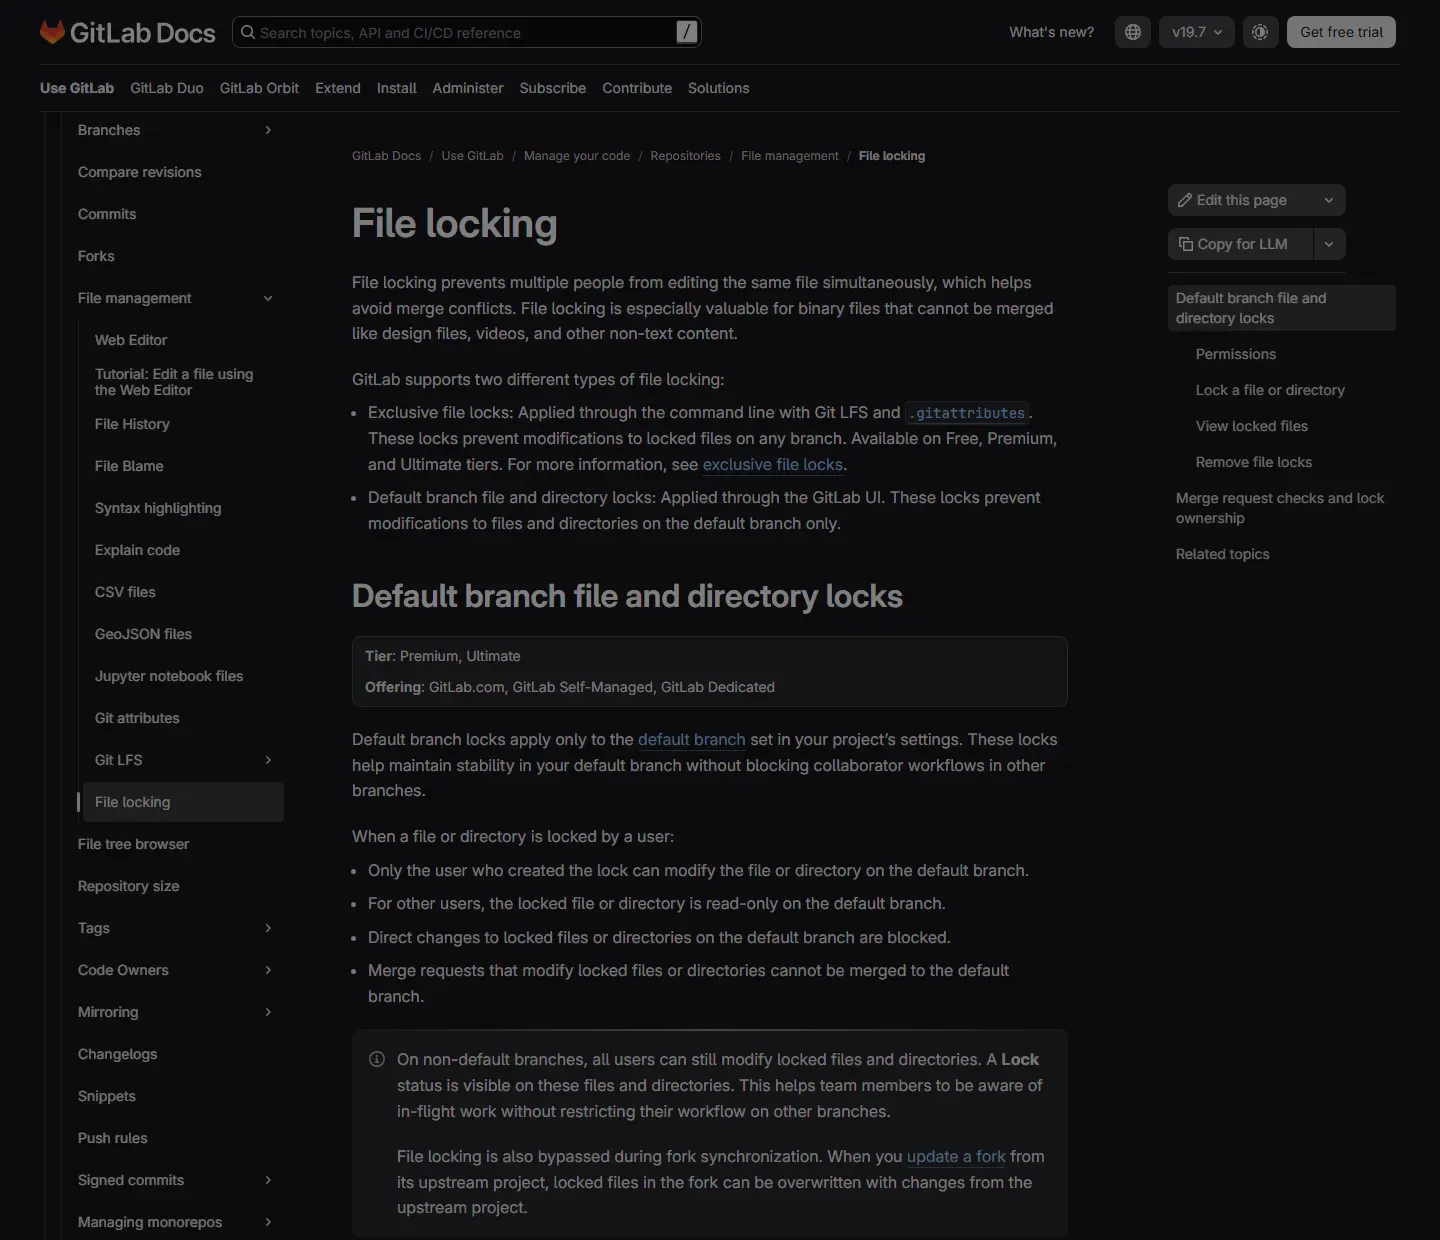 GitLab Docs
Search topics, API and CI/CD reference
/
What's new?
v19.7
Get free trial
Use GitLab
GitLab Duo
GitLab Orbit
Extend
Install
Administer
Subscribe
Contribute
Solutions
Branches
Compare revisions
Commits
Forks
File management
Web Editor
Tutorial: Edit a file using
the Web Editor
File History
File Blame
Syntax highlighting
Explain code
CSV files
GeoJSON files
Jupyter notebook files
Git attributes
Git LFS
File locking
File tree browser
Repository size
Tags
Code Owners
Mirroring
Changelogs
Snippets
Push rules
Signed commits
Managing monorepos
GitLab Docs / Use GitLab / Manage your code / Repositories / File management / File locking
File locking
File locking prevents multiple people from editing the same file simultaneously, which helps
avoid merge conflicts. File locking is especially valuable for binary files that cannot be merged
like design files, videos, and other non-text content.
GitLab supports two different types of file locking:
• Exclusive file locks: Applied through the command line with Git LFS and .gitattributes.
These locks prevent modifications to locked files on any branch. Available on Free, Premium,
and Ultimate tiers. For more information, see exclusive file locks.
• Default branch file and directory locks: Applied through the GitLab UI. These locks prevent
modifications to files and directories on the default branch only.
Default branch file and directory locks
Tier: Premium, Ultimate
Offering: GitLab.com, GitLab Self-Managed, GitLab Dedicated
Default branch locks apply only to the default branch set in your project’s settings. These locks
help maintain stability in your default branch without blocking collaborator workflows in other
branches.
When a file or directory is locked by a user:
• Only the user who created the lock can modify the file or directory on the default branch.
• For other users, the locked file or directory is read-only on the default branch.
• Direct changes to locked files or directories on the default branch are blocked.
• Merge requests that modify locked files or directories cannot be merged to the default
branch.
On non-default branches, all users can still modify locked files and directories. A Lock
status is visible on these files and directories. This helps team members to be aware of
in-flight work without restricting their workflow on other branches.
File locking is also bypassed during fork synchronization. When you update a fork from
its upstream project, locked files in the fork can be overwritten with changes from the
upstream project.
Edit this page
Copy for LLM
Default branch file and
directory locks
Permissions
Lock a file or directory
View locked files
Remove file locks
Merge request checks and lock
ownership
Related topics